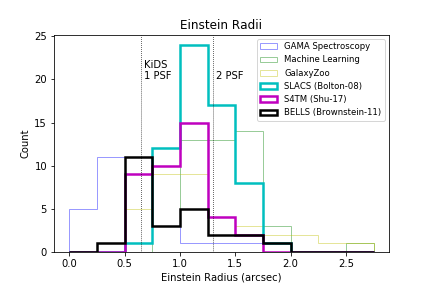 Einstein Radii
25
20
15
10
5
0
Count
KiDS
1 PSF
2 PSF
GAMA Spectroscopy
Machine Learning
GalaxyZoo
SLACS (Bolton-08)
S4TM (Shu-17)
BELLS (Brownstein-11)
0.0 0.5 1.0 1.5 2.0 2.5
Einstein Radius (arcsec)